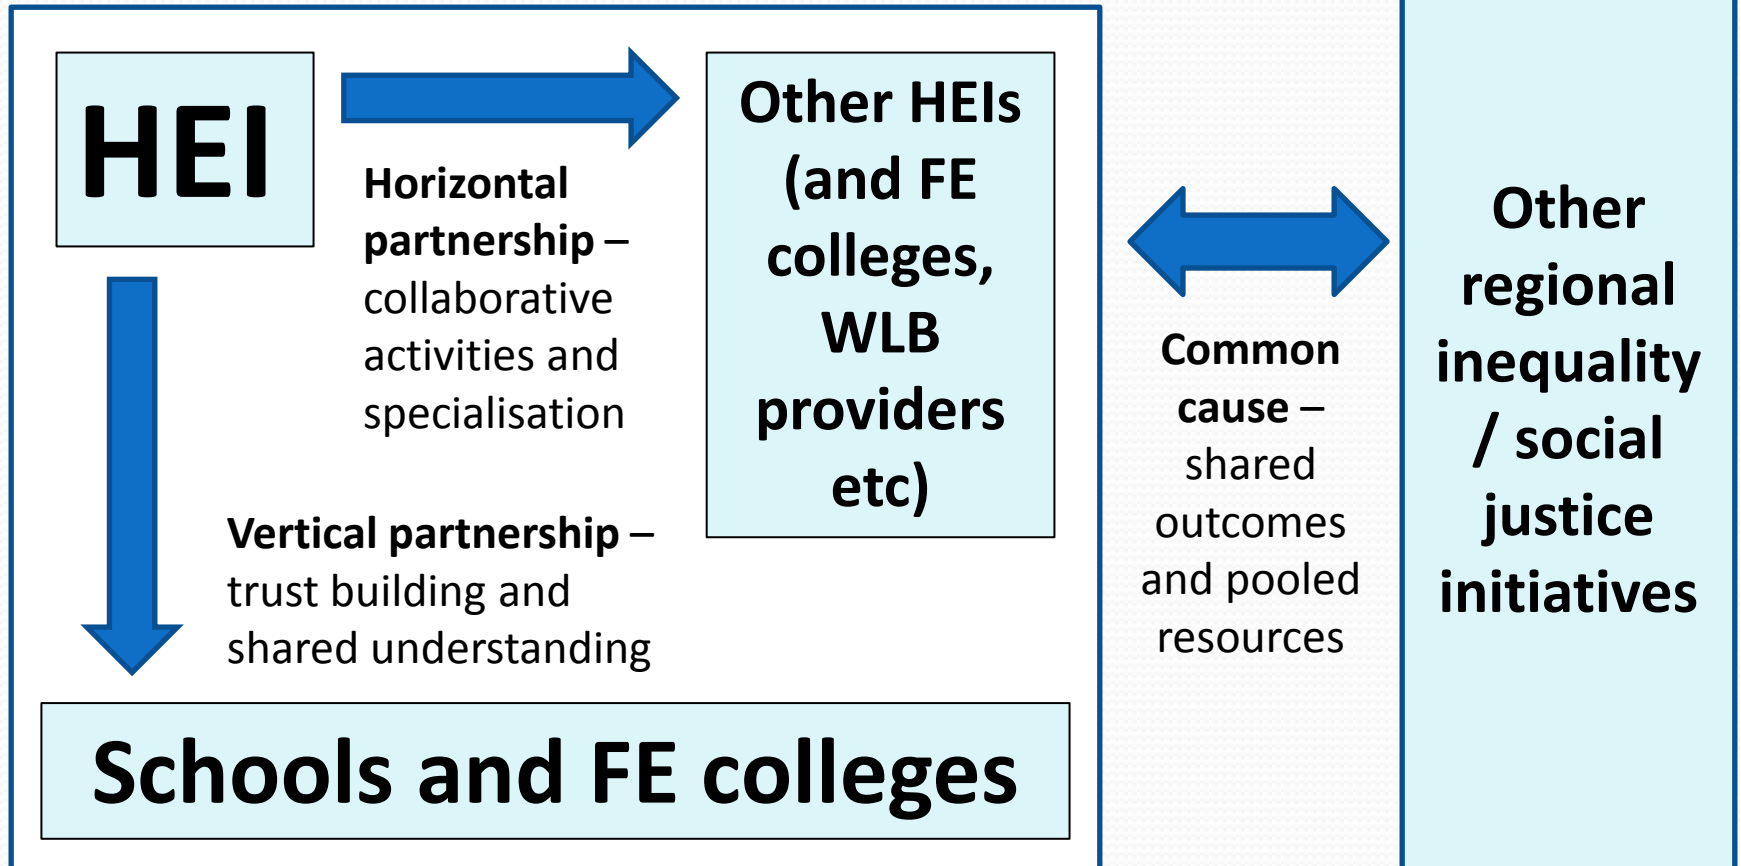 HEI
Horizontal
partnership –
collaborative
activities and
specialisation
Other HEIs
(and FE
colleges,
WLB
providers
etc)
Vertical partnership –
trust building and
shared understanding
Schools and FE colleges
Common
cause –
shared
outcomes
and pooled
resources
Other
regional
inequality
/ social
justice
initiatives